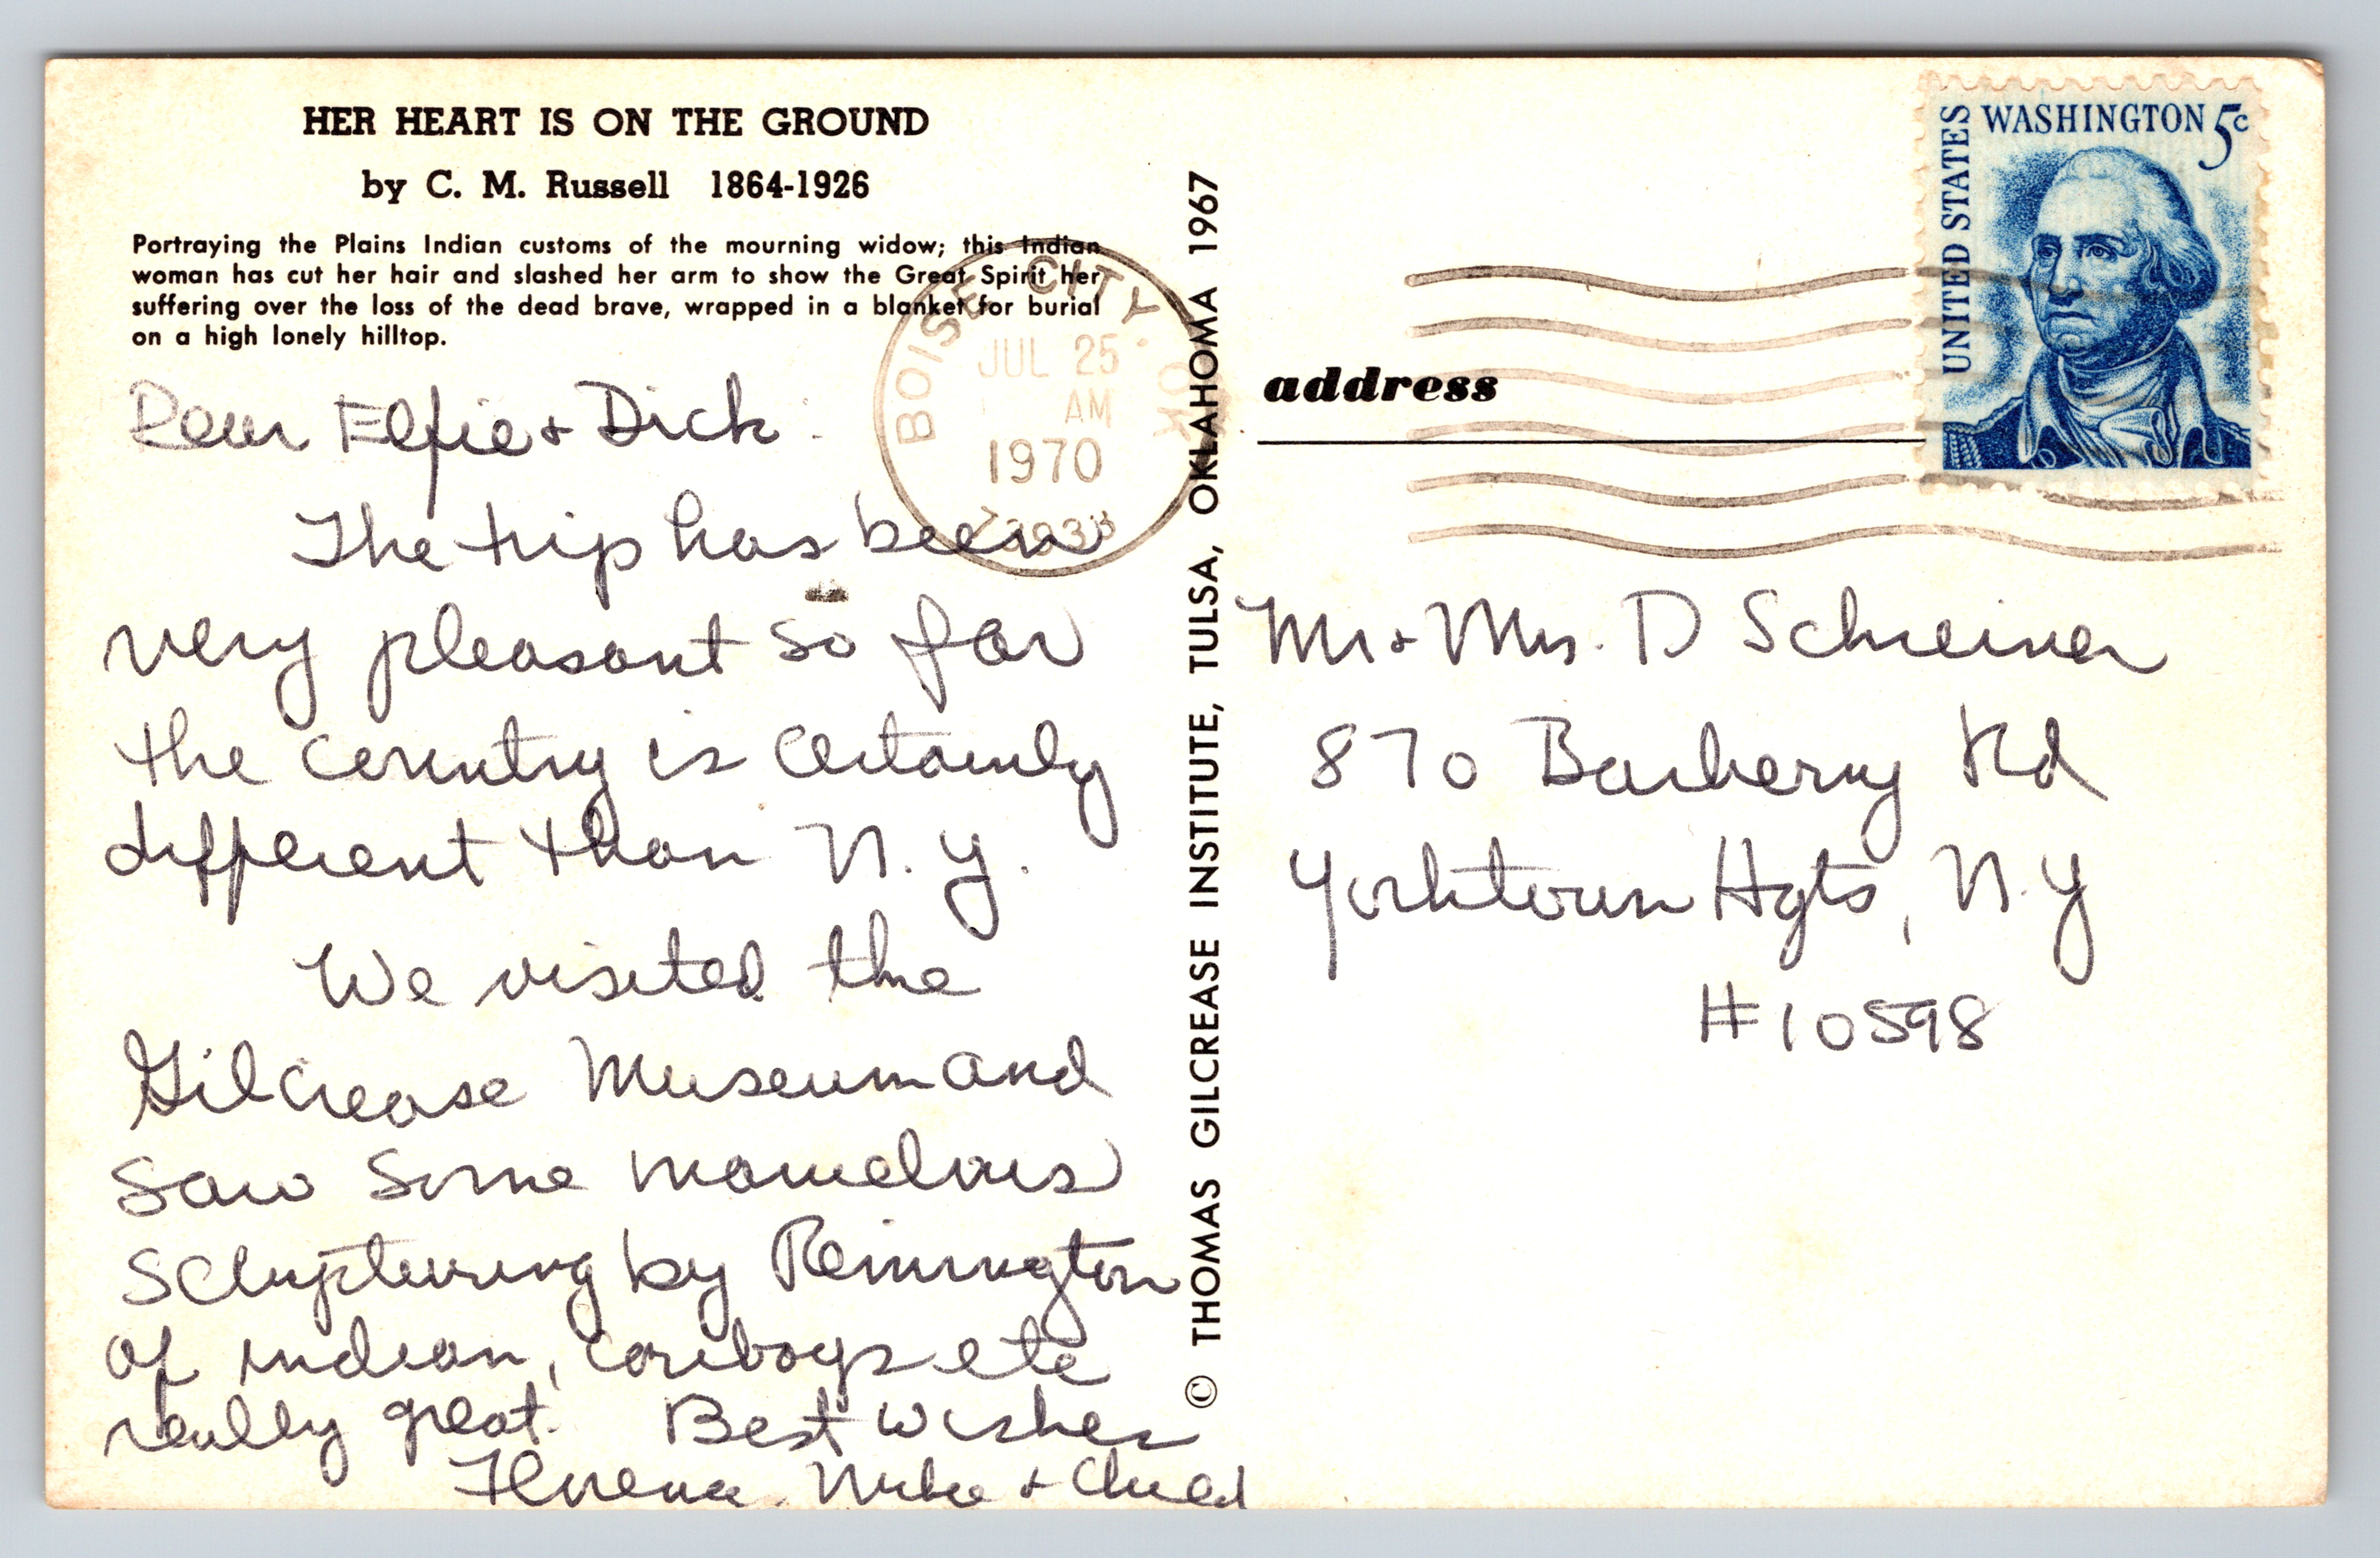 HER HEART IS ON THE GROUND
by C. M. Russell 1864-1926
Portraying the Plains Indian customs of the mourning widow; this Indian
woman has cut her hair and slashed her arm to show the Great Spirit her
suffering over the loss of the dead brave, wrapped in a blanket for burial
on a high lonely hilltop.
Dear Elfie + Dick:
The trip has been
very pleasant so far
the country is certainly
different than N.Y.
We visited the
Gilcrease Museum and
saw some marvelous
sclupturing by Remington
of indian, cowboys etc
really great. Best wishes
Florence, Mike +
BOISE CITY OK
JUL 25
AM
1970
© THOMAS GILCREASE INSTITUTE, TULSA, OKLAHOMA 1967
UNITED STATES
WASHINGTON 5c
address
Mr + Mrs. D Schreiner
870 Barberry Rd
Yorktown Hgts, N.Y
#10598